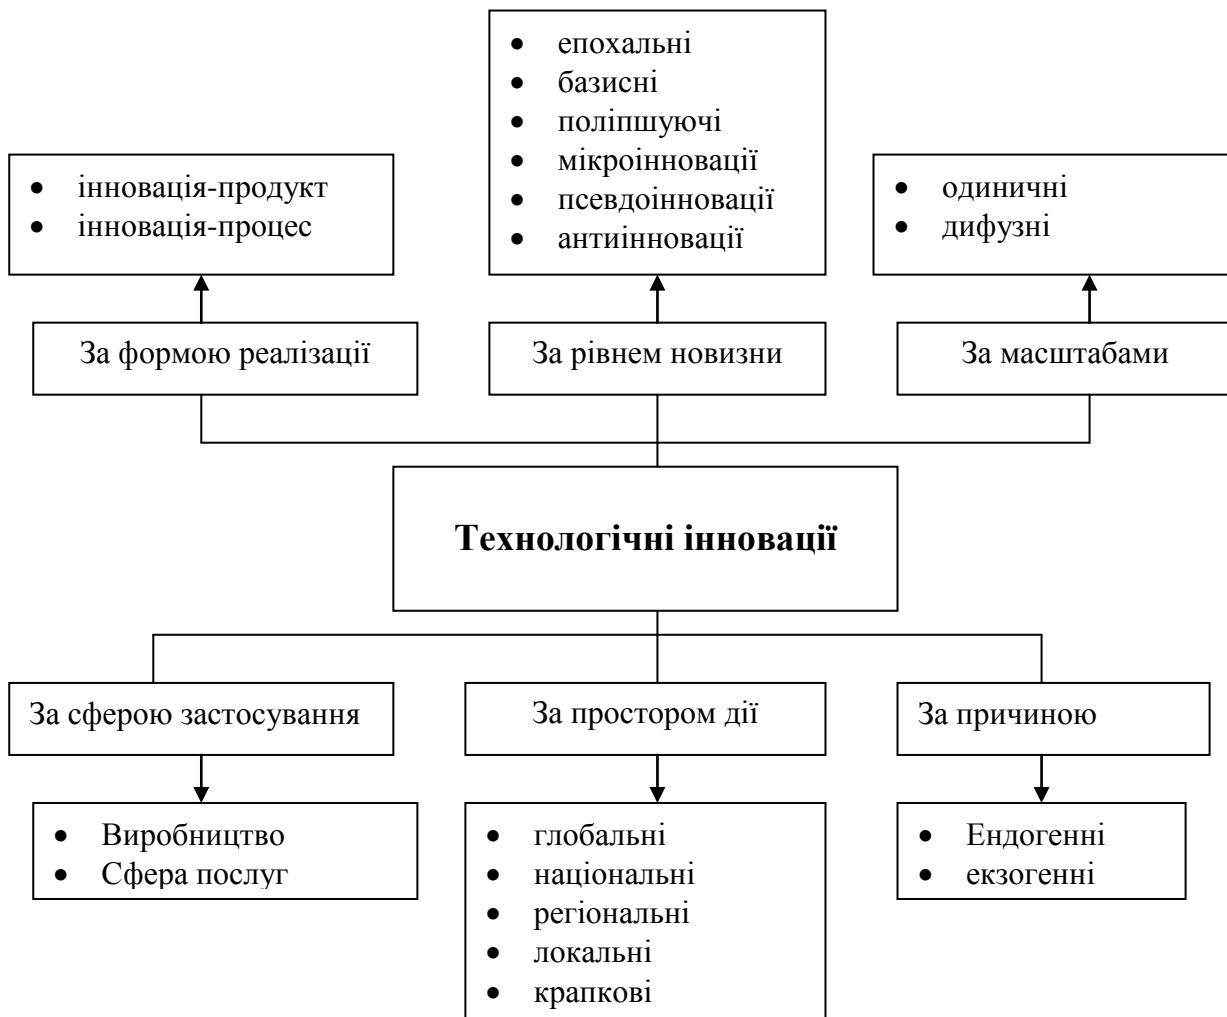 • епохальні
• базисні
• поліпшуючі
• мікроінновації
• псевдоінновації
• антиінновації
• інновація-продукт
• інновація-процес
• одиничні
• дифузні
За формою реалізації
За рівнем новизни
За масштабами
Технологічні інновації
За сферою застосування
За простором дії
За причиною
• Виробництво
• Сфера послуг
• глобальні
• національні
• регіональні
• локальні
• крапкові
• Ендогенні
• екзогенні